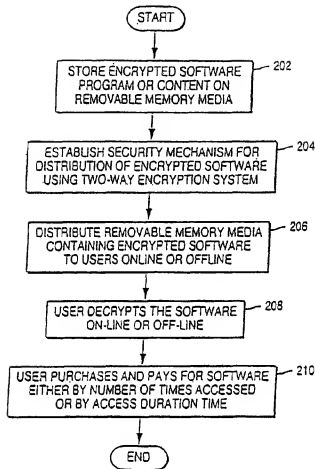 START
STORE ENCRYPTED SOFTWARE
PROGRAM OR CONTENT ON
REMOVABLE MEMORY MEDIA
202
ESTABLISH SECURITY MECHANISM FOR
DISTRIBUTION OF ENCRYPTED SOFTWARE
USING TWO-WAY ENCRYPTION SYSTEM
204
DISTRIBUTE REMOVABLE MEMORY MEDIA
CONTAINING ENCRYPTED SOFTWARE
TO USERS ONLINE OR OFFLINE
206
USER DECRYPTS THE SOFTWARE
ON-LINE OR OFF-LINE
208
USER PURCHASES AND PAYS FOR SOFTWARE
EITHER BY NUMBER OF TIMES ACCESSED
OR BY ACCESS DURATION TIME
210
END